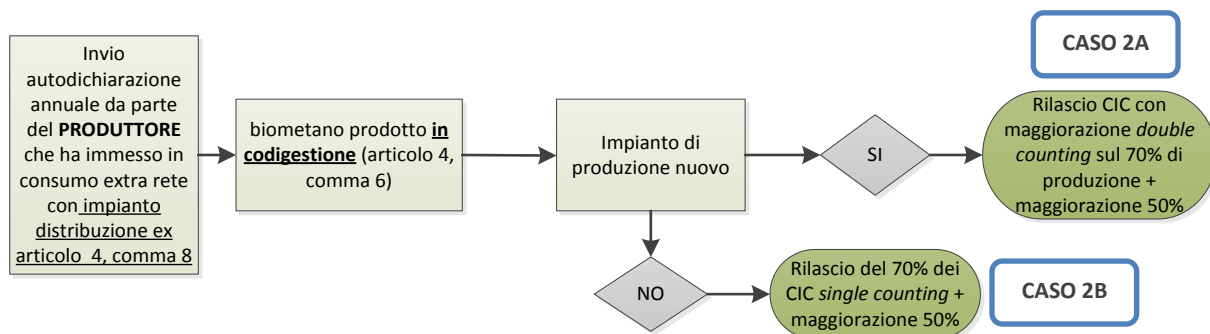 Invio
autodichiarazione
annuale da parte
del PRODUTTORE
che ha immesso in
consumo extra rete
con impianto
distribuzione ex
articolo 4, comma 8
biometano prodotto in
codigestione (articolo 4,
comma 6)
Impianto di
produzione nuovo
SI
CASO 2A
Rilascio CIC con
maggiorazione double
counting sul 70% di
produzione +
maggiorazione 50%
NO
Rilascio del 70% dei
CIC single counting +
maggiorazione 50%
CASO 2B